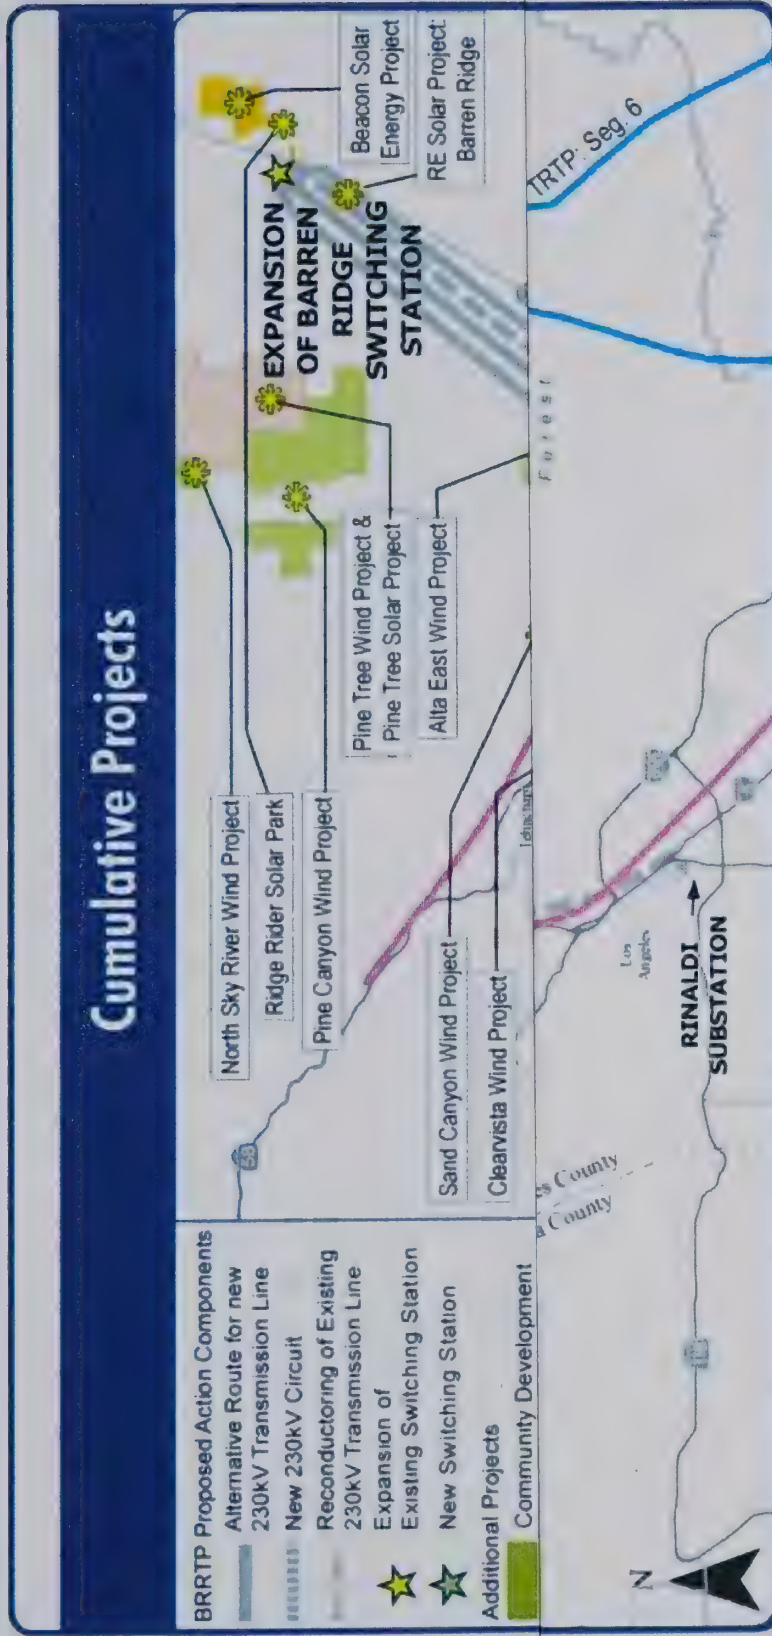 Cumulative Projects
BRRTP Proposed Action Components
Alternative Route for new
230kV Transmission Line
New 230kV Circuit
Reconductoring of Existing
230kV Transmission Line
Expansion of
Existing Switching Station
New Switching Station
Additional Projects
Community Development
58
North Sky River Wind Project
Ridge Rider Solar Park
Pine Canyon Wind Project
Pine Tree Wind Project &
Pine Tree Solar Project
Alta East Wind Project
Sand Canyon Wind Project
Clearvista Wind Project
EXPANSION
OF BARREN
RIDGE
SWITCHING
STATION
Beacon Solar
Energy Project
RE Solar Project:
Barren Ridge
Forest
TRTP: Seg. 6
County
County
Los
Angeles
RINALDI
SUBSTATION
N